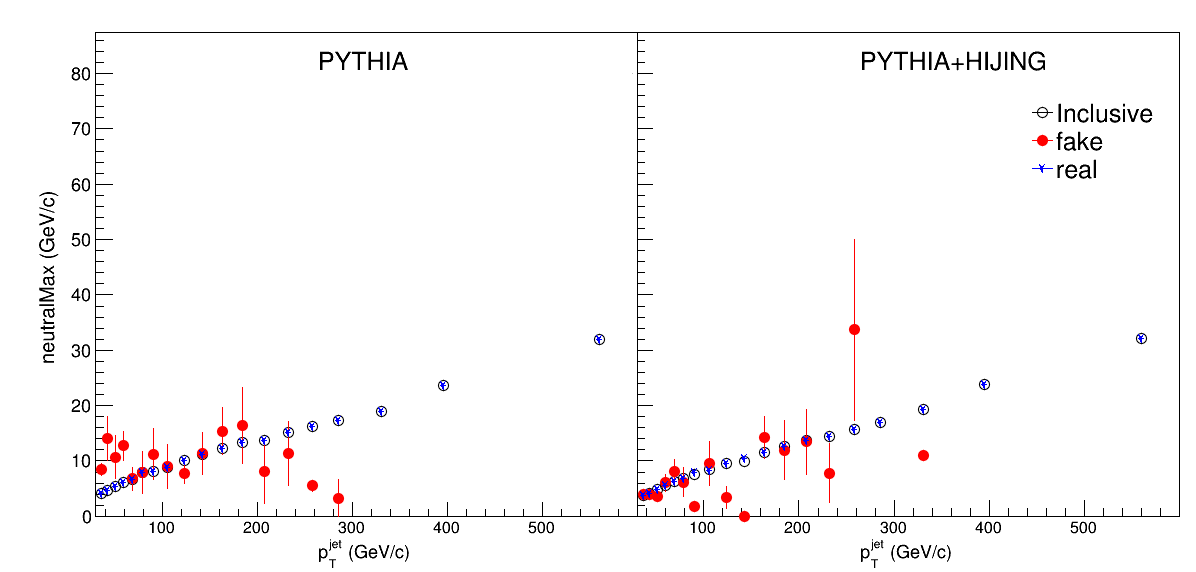 PYTHIA
PYTHIA+HIJING
Inclusive
fake
real
neutralMax (GeV/c)
80
70
60
50
40
30
20
10
0
100 200 300 400 500
100 200 300 400 500
p_T^jet (GeV/c)
p_T^jet (GeV/c)